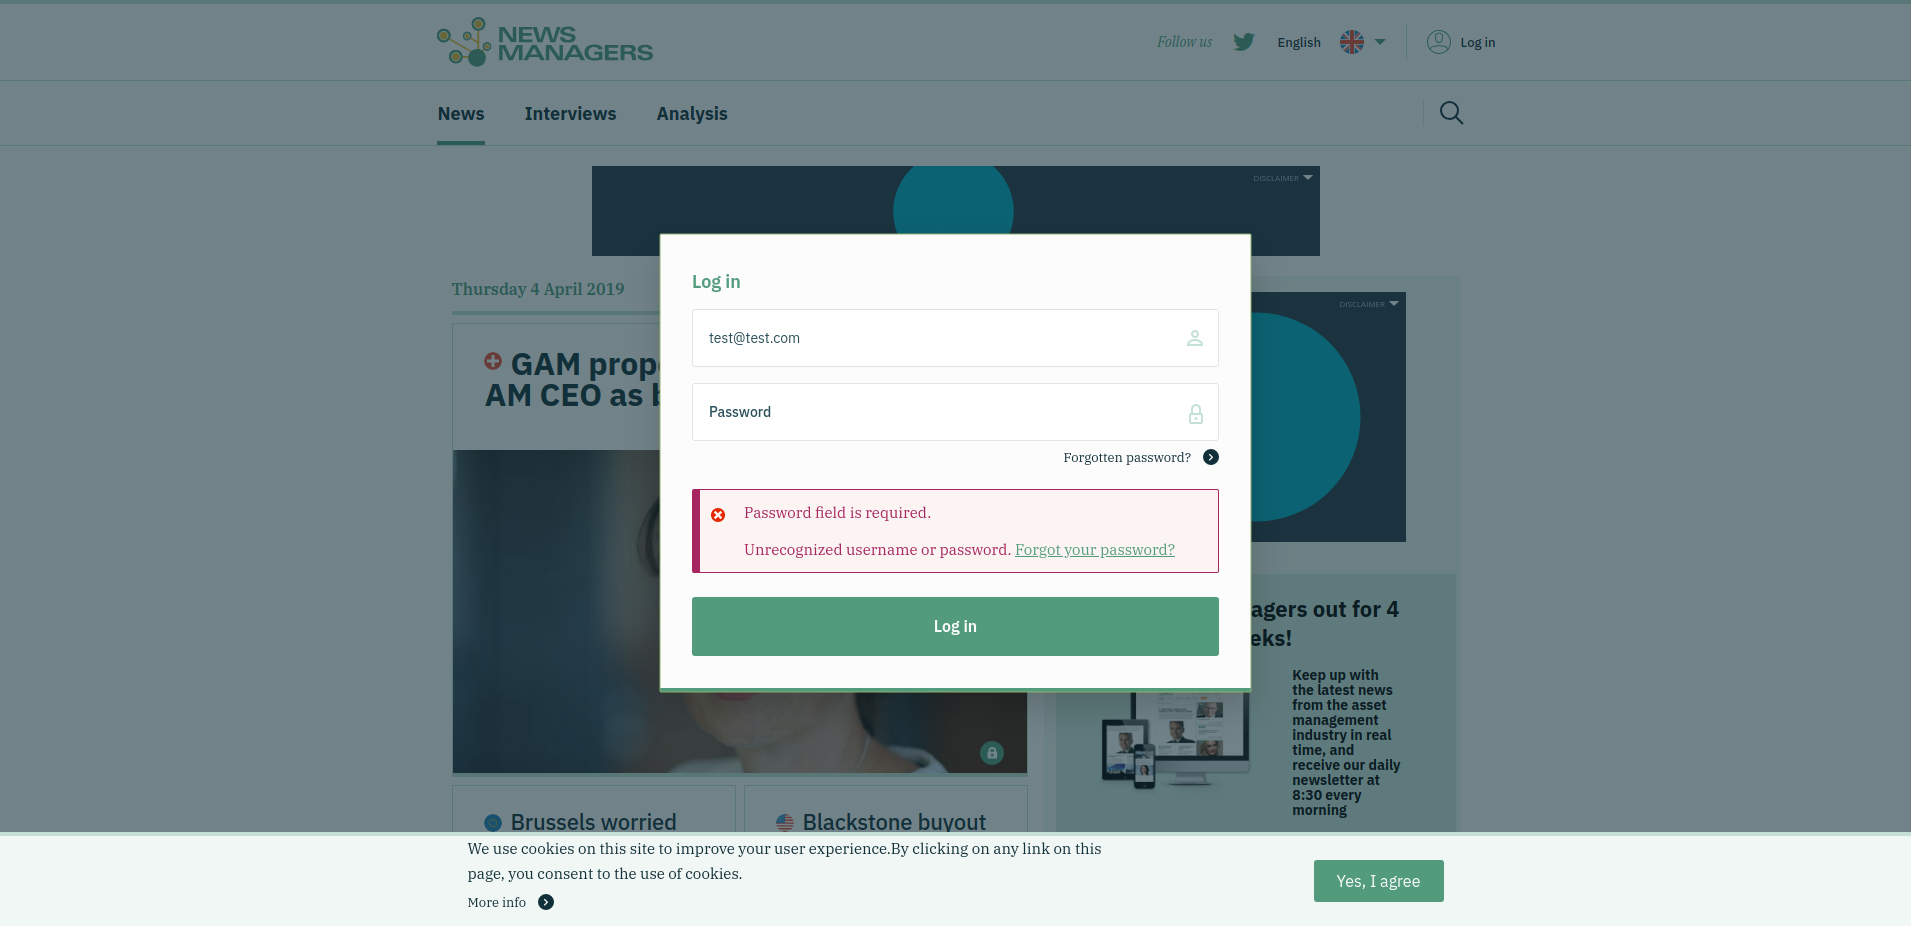 NEWS
MANAGERS
Follow us
English
Log in
News
Interviews
Analysis
DISCLAIMER
Thursday 4 April 2019
DISCLAIMER
GAM
AM CEO as
Log in
test@test.com
Password
Forgotten password?
Password field is required.
Unrecognized username or password. Forgot your password?
Log in
out for 4
Keep up with
the latest news
from the asset
management
industry in real
time, and
receive our daily
newsletter at
8:30 every
morning
Brussels worried
Blackstone buyout
We use cookies on this site to improve your user experience.By clicking on any link on this
page, you consent to the use of cookies.
More info
Yes, I agree